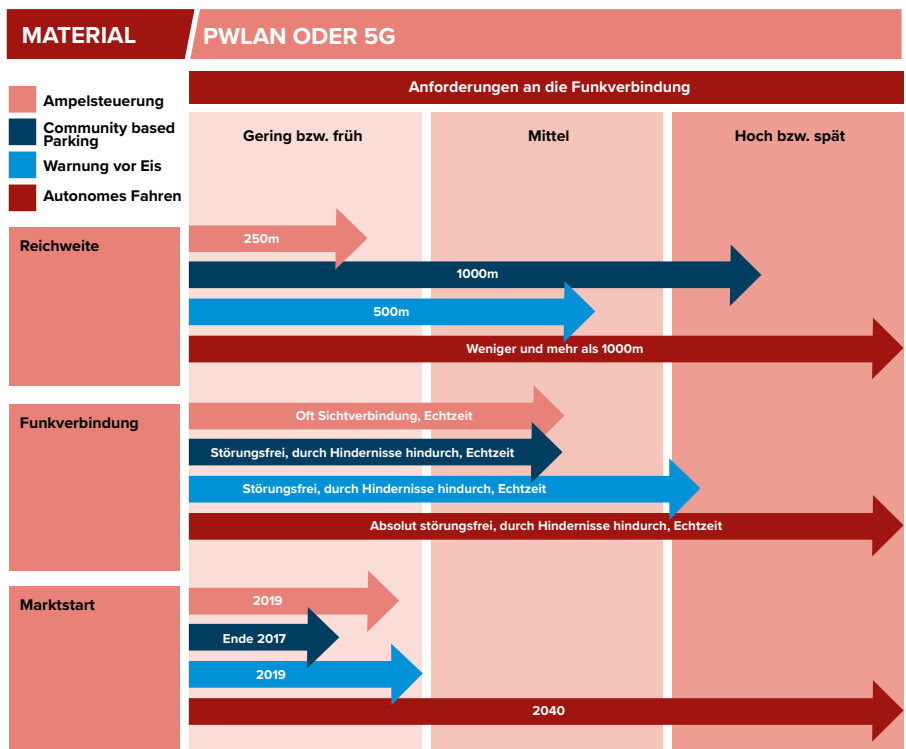 MATERIAL
PWLAN ODER 5G
Anforderungen an die Funkverbindung
Ampelsteuerung
Community based
Parking
Warnung vor Eis
Autonomes Fahren
Gering bzw. früh
Mittel
Hoch bzw. spät
Reichweite
250m
1000m
500m
Weniger und mehr als 1000m
Funkverbindung
Oft Sichtverbindung, Echtzeit
Störungsfrei, durch Hindernisse hindurch, Echtzeit
Störungsfrei, durch Hindernisse hindurch, Echtzeit
Absolut störungsfrei, durch Hindernisse hindurch, Echtzeit
Marktstart
2019
Ende 2017
2019
2040